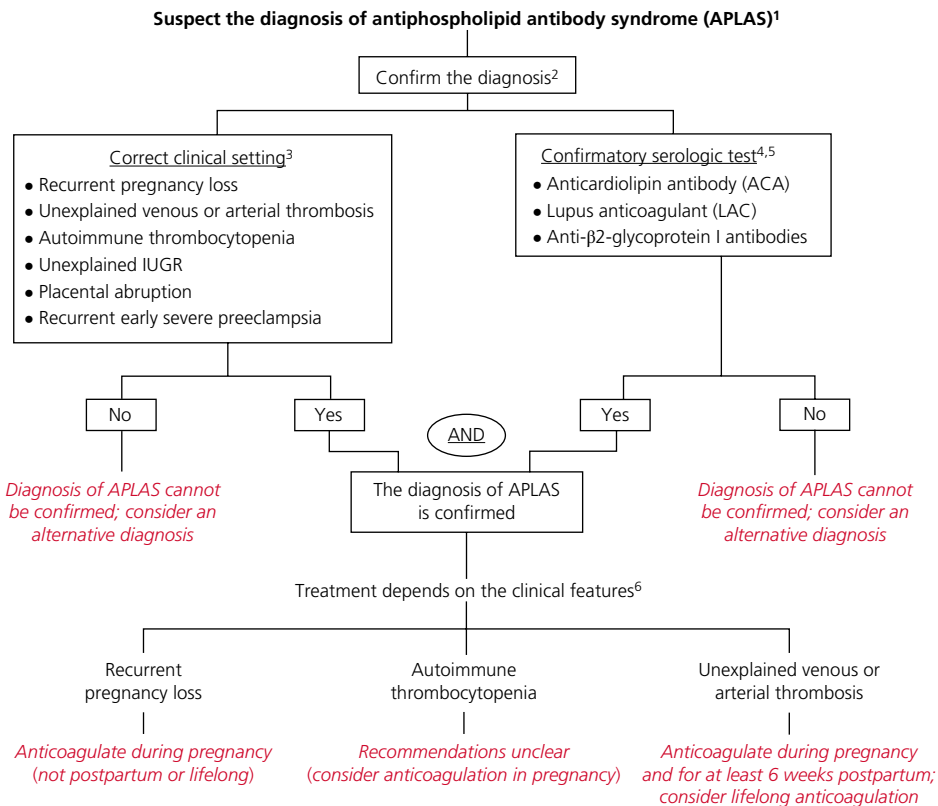 Suspect the diagnosis of antiphospholipid antibody syndrome (APLAS)¹
Confirm the diagnosis²
Correct clinical setting³
● Recurrent pregnancy loss
● Unexplained venous or arterial thrombosis
● Autoimmune thrombocytopenia
● Unexplained IUGR
● Placental abruption
● Recurrent early severe preeclampsia
Confirmatory serologic test⁴,⁵
● Anticardiolipin antibody (ACA)
● Lupus anticoagulant (LAC)
● Anti-β2-glycoprotein I antibodies
No
Yes
AND
Yes
No
Diagnosis of APLAS cannot
be confirmed; consider an
alternative diagnosis
The diagnosis of APLAS
is confirmed
Diagnosis of APLAS cannot
be confirmed; consider an
alternative diagnosis
Treatment depends on the clinical features⁶
Recurrent
pregnancy loss
Autoimmune
thrombocytopenia
Unexplained venous or
arterial thrombosis
Anticoagulate during pregnancy
(not postpartum or lifelong)
Recommendations unclear
(consider anticoagulation in pregnancy)
Anticoagulate during pregnancy
and for at least 6 weeks postpartum;
consider lifelong anticoagulation